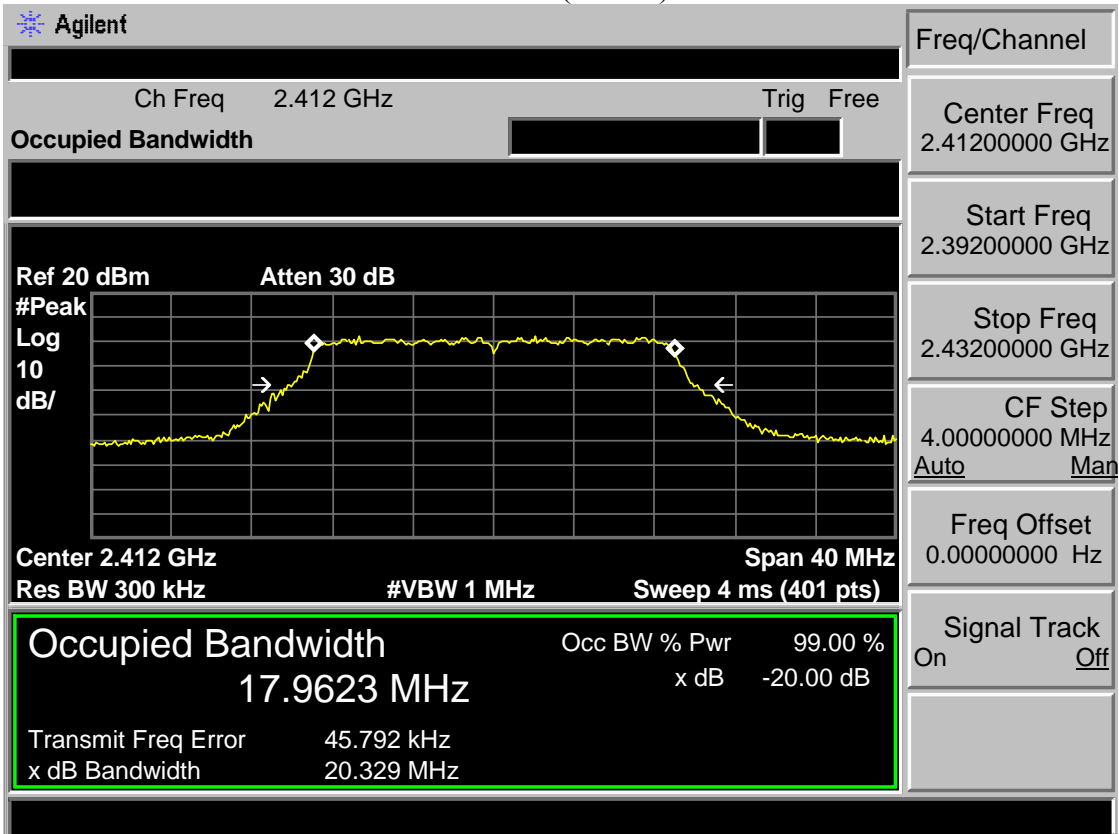 Agilent
Ch Freq 2.412 GHz Trig Free
Occupied Bandwidth
Ref 20 dBm Atten 30 dB
#Peak
Log
10
dB/
Center 2.412 GHz Span 40 MHz
Res BW 300 kHz #VBW 1 MHz Sweep 4 ms (401 pts)
Occupied Bandwidth Occ BW % Pwr 99.00 %
17.9623 MHz x dB -20.00 dB
Transmit Freq Error 45.792 kHz
x dB Bandwidth 20.329 MHz
Freq/Channel
Center Freq
2.41200000 GHz
Start Freq
2.39200000 GHz
Stop Freq
2.43200000 GHz
CF Step
4.00000000 MHz
Auto Man
Freq Offset
0.00000000 Hz
Signal Track
On Off